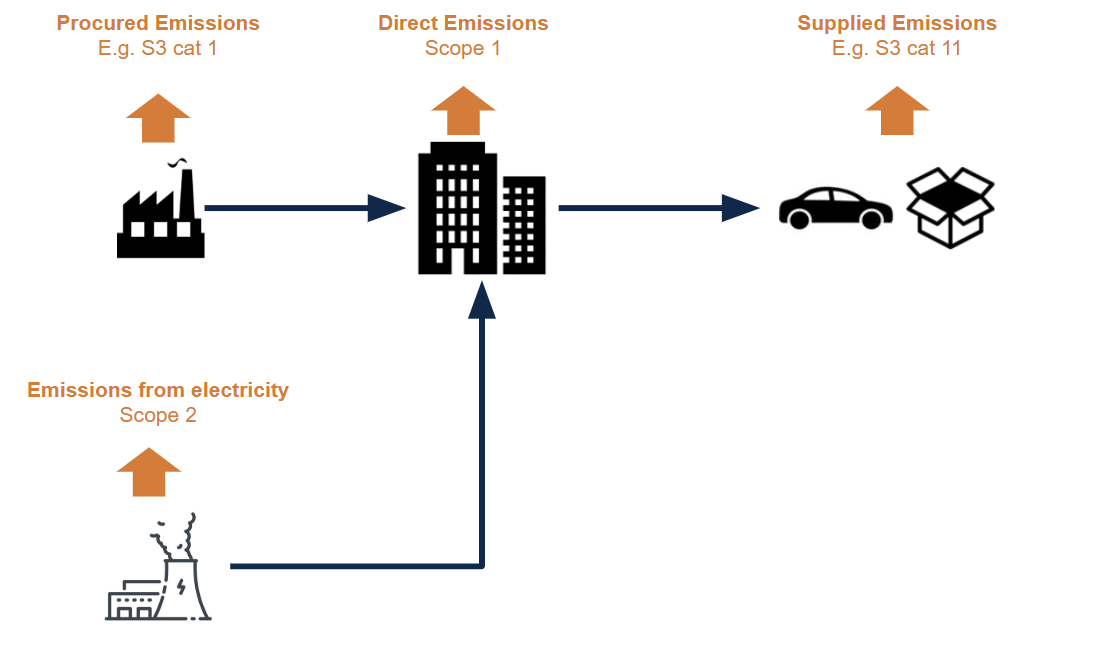 Procured Emissions
E.g. S3 cat 1
Direct Emissions
Scope 1
Supplied Emissions
E.g. S3 cat 11
Emissions from electricity
Scope 2